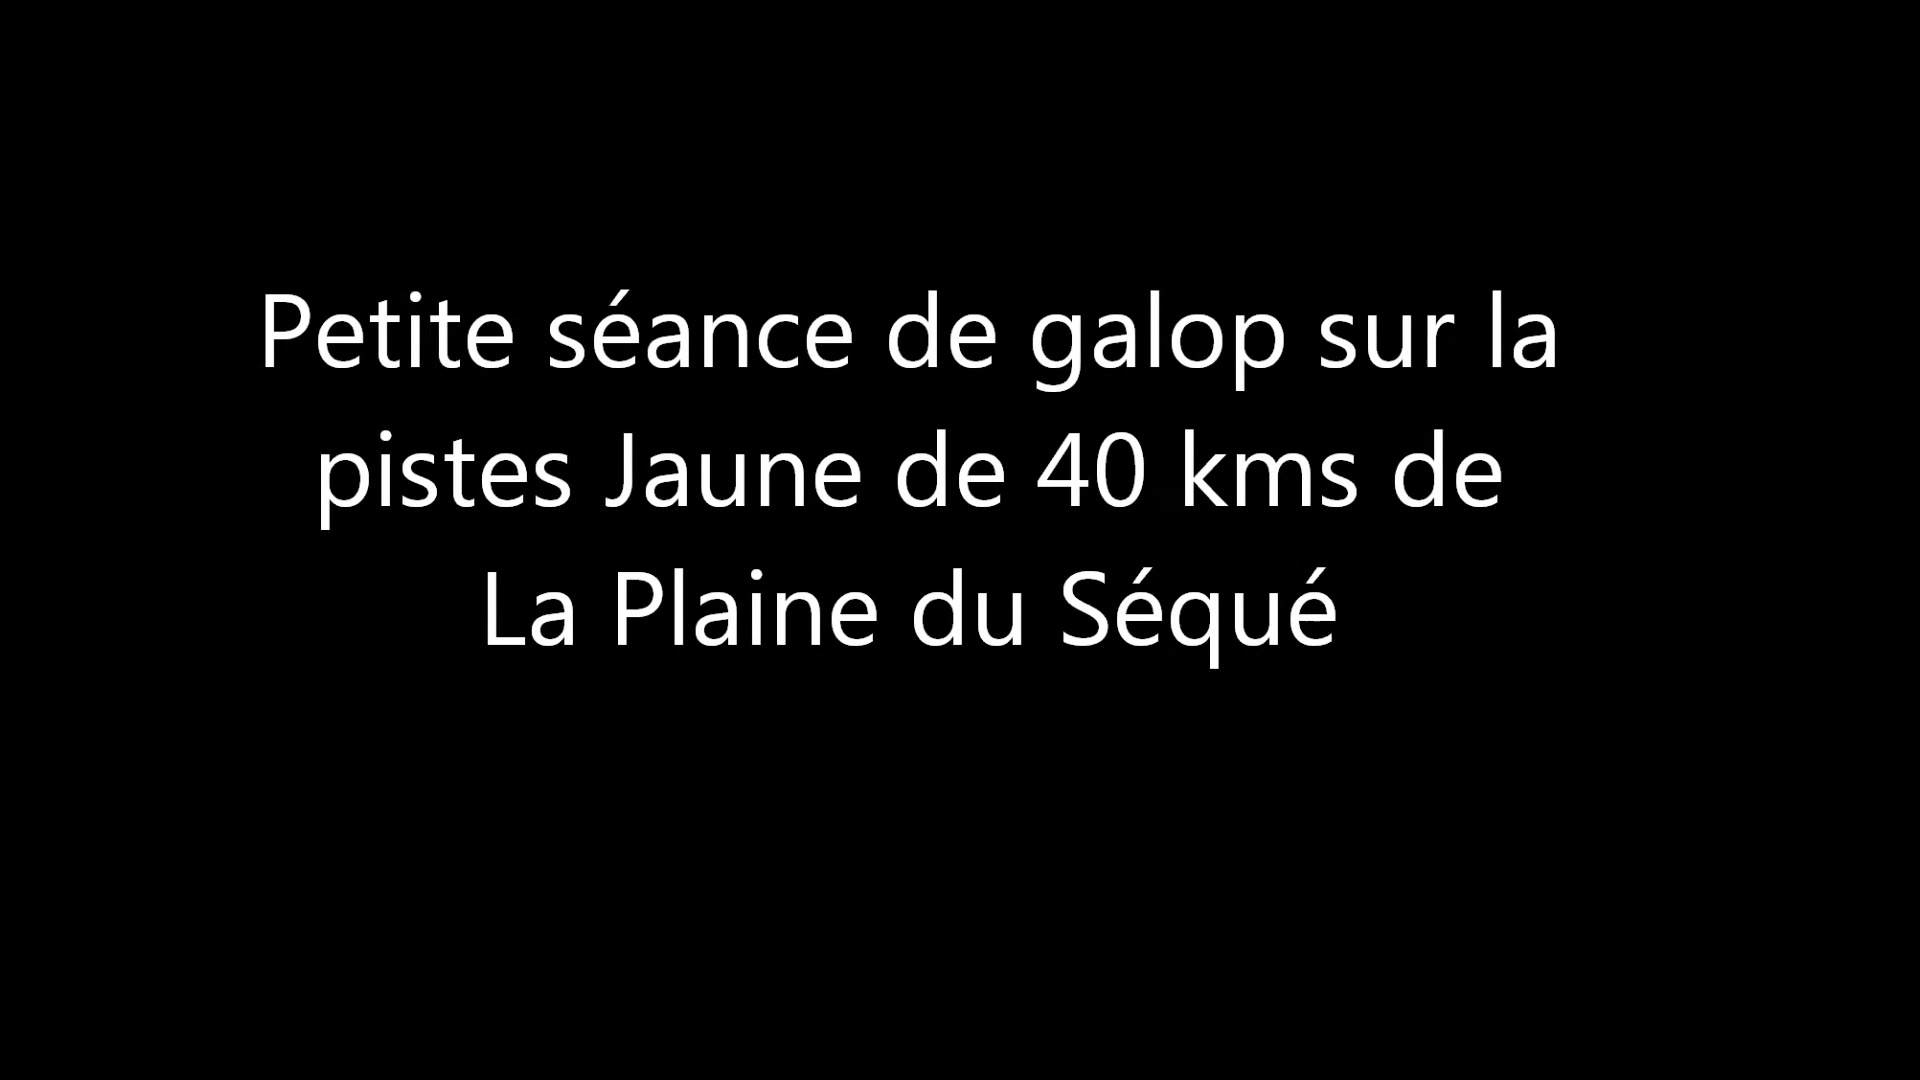 Petite séance de galop sur la
pistes Jaune de 40 kms de
La Plaine du Séqué